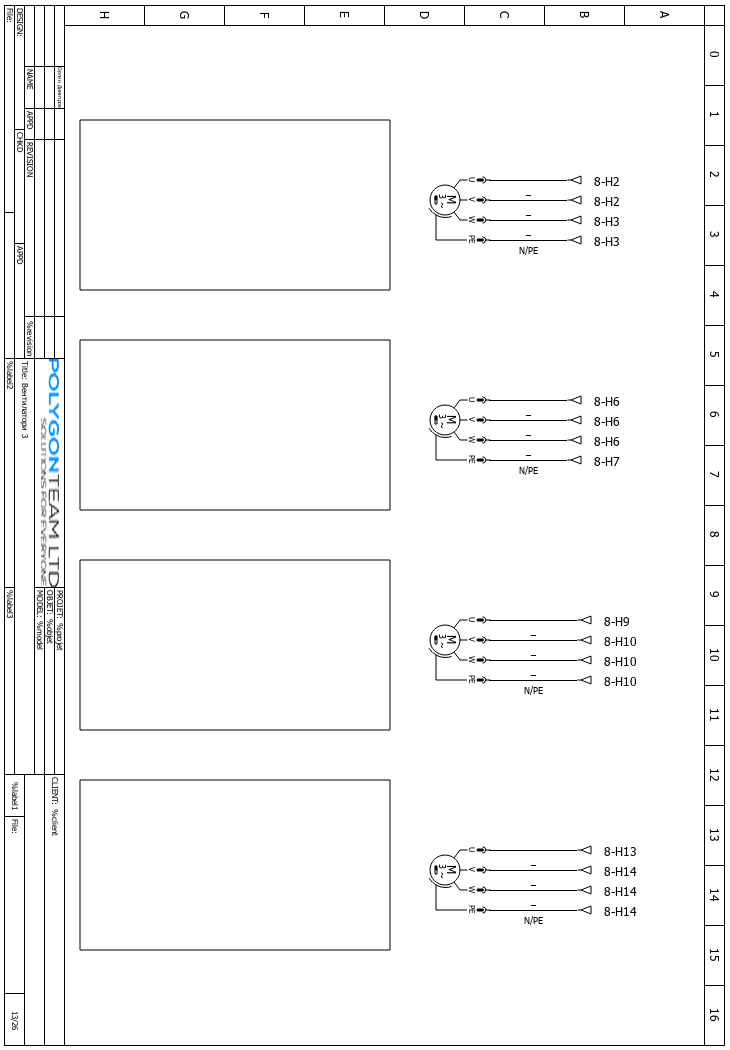 H G F E D C B A
0
1
2
3
4
5
6
7
8
9
10
11
12
13
14
15
16
U 8-H2
V – 8-H2
W – 8-H3
PE – 8-H3
M
3 ~
N/PE
U 8-H6
V – 8-H6
W – 8-H6
PE – 8-H7
M
3 ~
N/PE
U 8-H9
V – 8-H10
W – 8-H10
PE – 8-H10
M
3 ~
N/PE
U 8-H13
V – 8-H14
W – 8-H14
PE – 8-H14
M
3 ~
N/PE
NAME APPD REVISION %revision
DESIGN: CHKD APPD
File:
POLYGONTEAM LTD
SOLUTIONS FOR EVERYONE
Title: Вентилатори 3
%label2
PROJET: %projet
OBJET: %objet
MODEL: %model
%label3
CLIENT: %client
%label1 File:
13/26